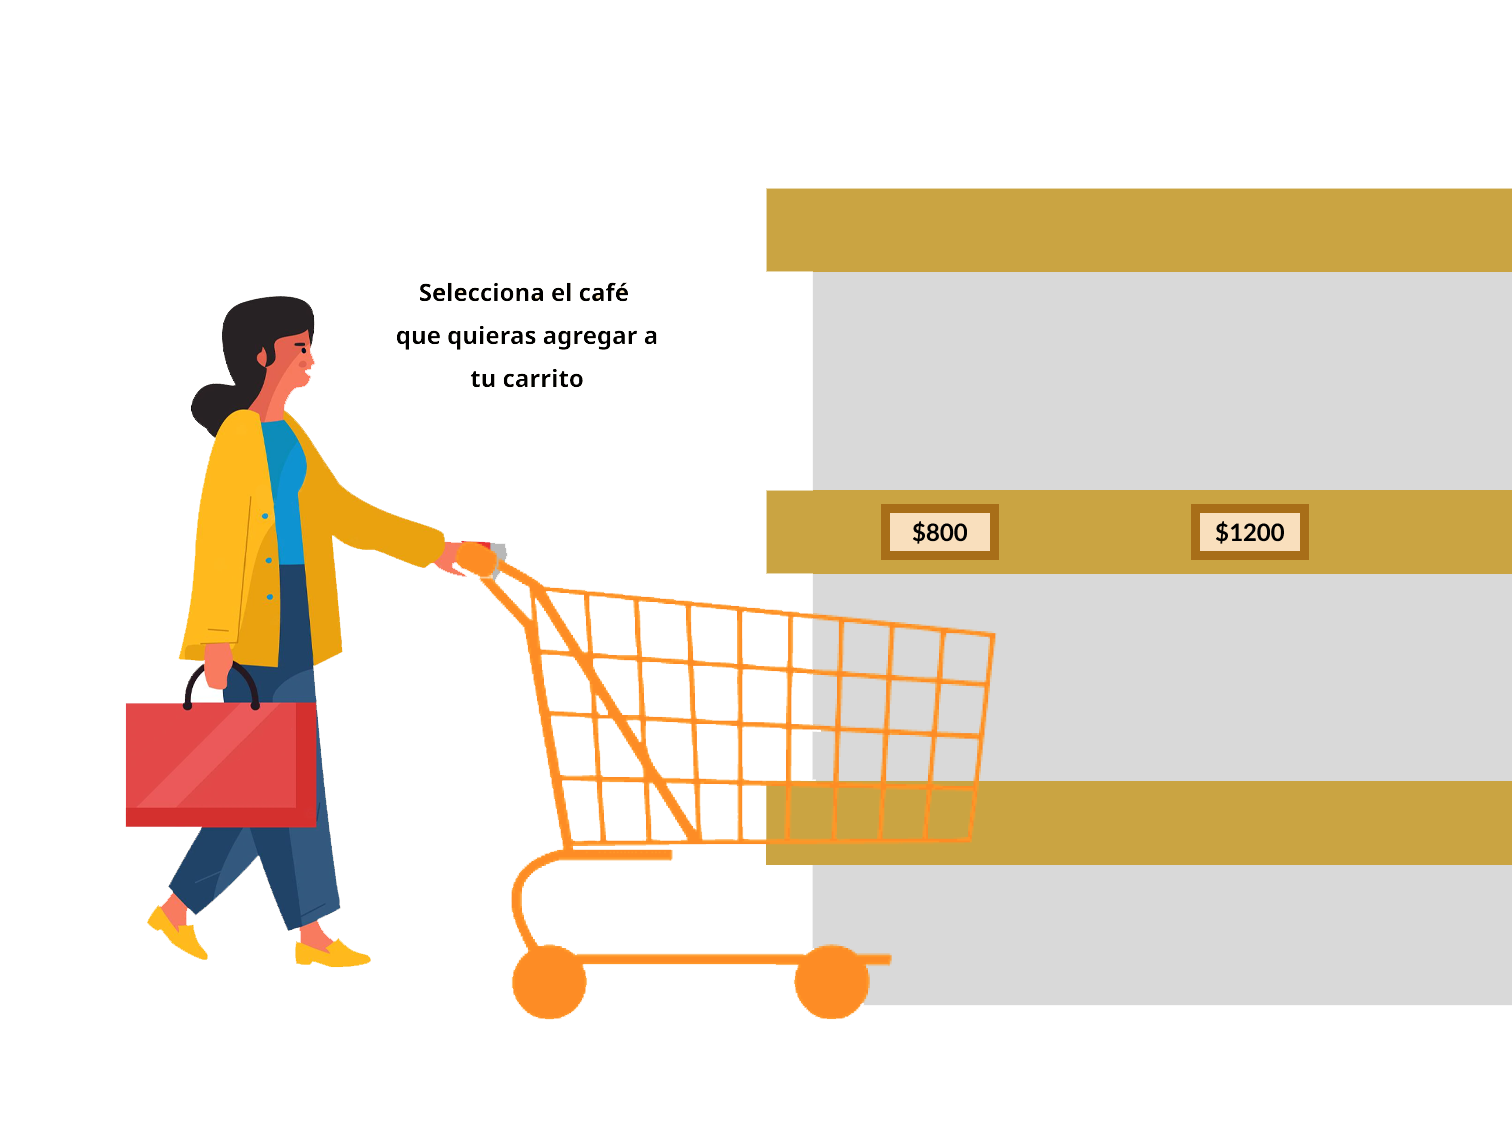 Selecciona el café
que quieras agregar a
tu carrito
$800
$1200